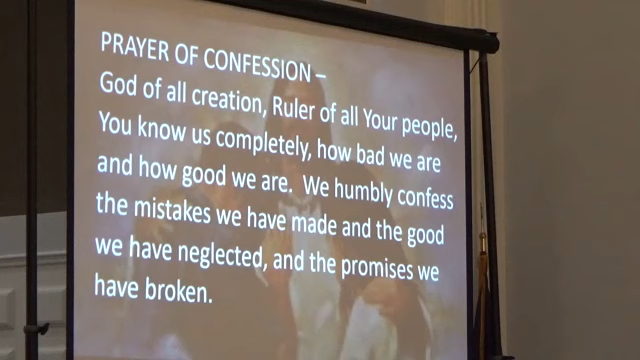 PRAYER OF CONFESSION –
God of all creation, Ruler of all Your people,
You know us completely, how bad we are
and how good we are. We humbly confess
the mistakes we have made and the good
we have neglected, and the promises we
have broken.